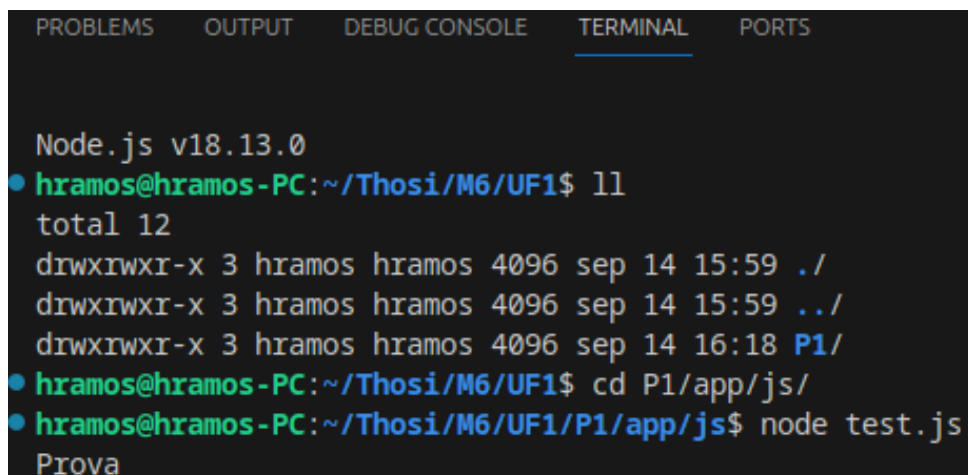 PROBLEMS OUTPUT DEBUG CONSOLE TERMINAL PORTS
Node.js v18.13.0
hramos@hramos-PC:~/Thosi/M6/UF1$ ll
total 12
drwxrwxr-x 3 hramos hramos 4096 sep 14 15:59 ./
drwxrwxr-x 3 hramos hramos 4096 sep 14 15:59 ../
drwxrwxr-x 3 hramos hramos 4096 sep 14 16:18 P1/
hramos@hramos-PC:~/Thosi/M6/UF1$ cd P1/app/js/
hramos@hramos-PC:~/Thosi/M6/UF1/P1/app/js$ node test.js
Prova